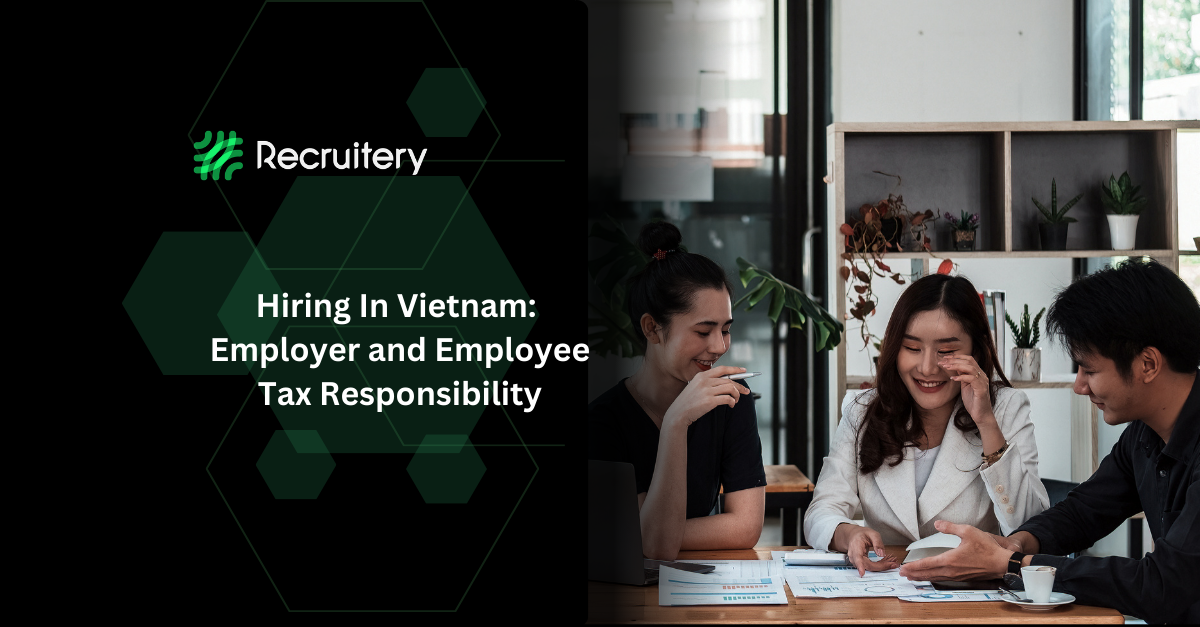 Recruitery
Hiring In Vietnam:
Employer and Employee
Tax Responsibility